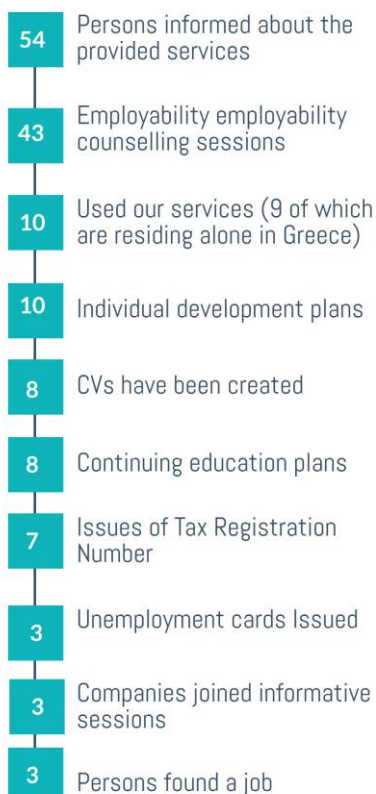 54
Persons informed about the
provided services
43
Employability employability
counselling sessions
10
Used our services (9 of which
are residing alone in Greece)
10
Individual development plans
8
CVs have been created
8
Continuing education plans
7
Issues of Tax Registration
Number
3
Unemployment cards Issued
3
Companies joined informative
sessions
3
Persons found a job